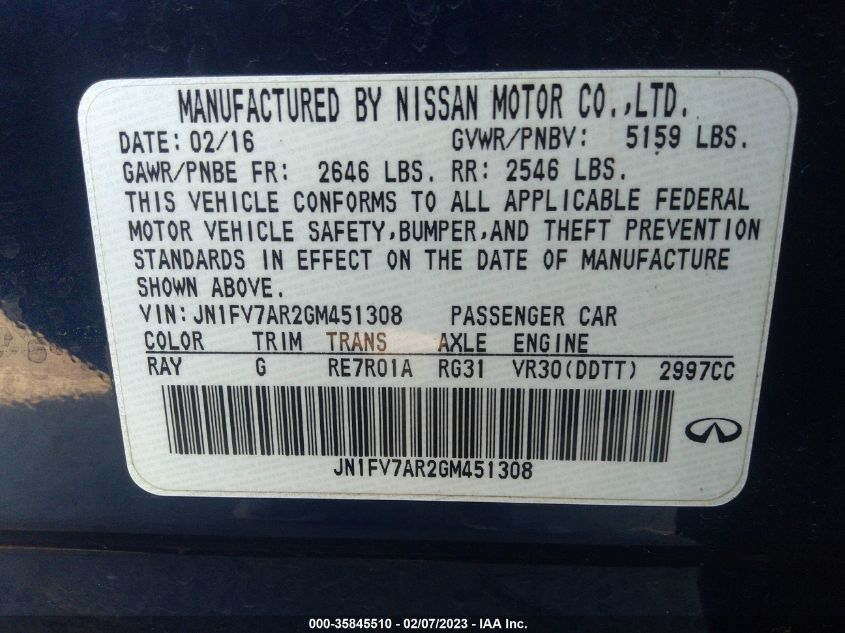 MANUFACTURED BY NISSAN MOTOR CO.,LTD.
DATE: 02/16 GVWR/PNBV: 5159 LBS.
GAWR/PNBE FR: 2646 LBS. RR: 2546 LBS.
THIS VEHICLE CONFORMS TO ALL APPLICABLE FEDERAL
MOTOR VEHICLE SAFETY,BUMPER,AND THEFT PREVENTION
STANDARDS IN EFFECT ON THE DATE OF MANUFACTURE
SHOWN ABOVE.
VIN:JN1FV7AR2GM451308 PASSENGER CAR
COLOR TRIM TRANS AXLE ENGINE
RAY G RE7R01A RG31 VR30(DDTT) 2997CC
JN1FV7AR2GM451308
000-35845510 - 02/07/2023 - IAA Inc.